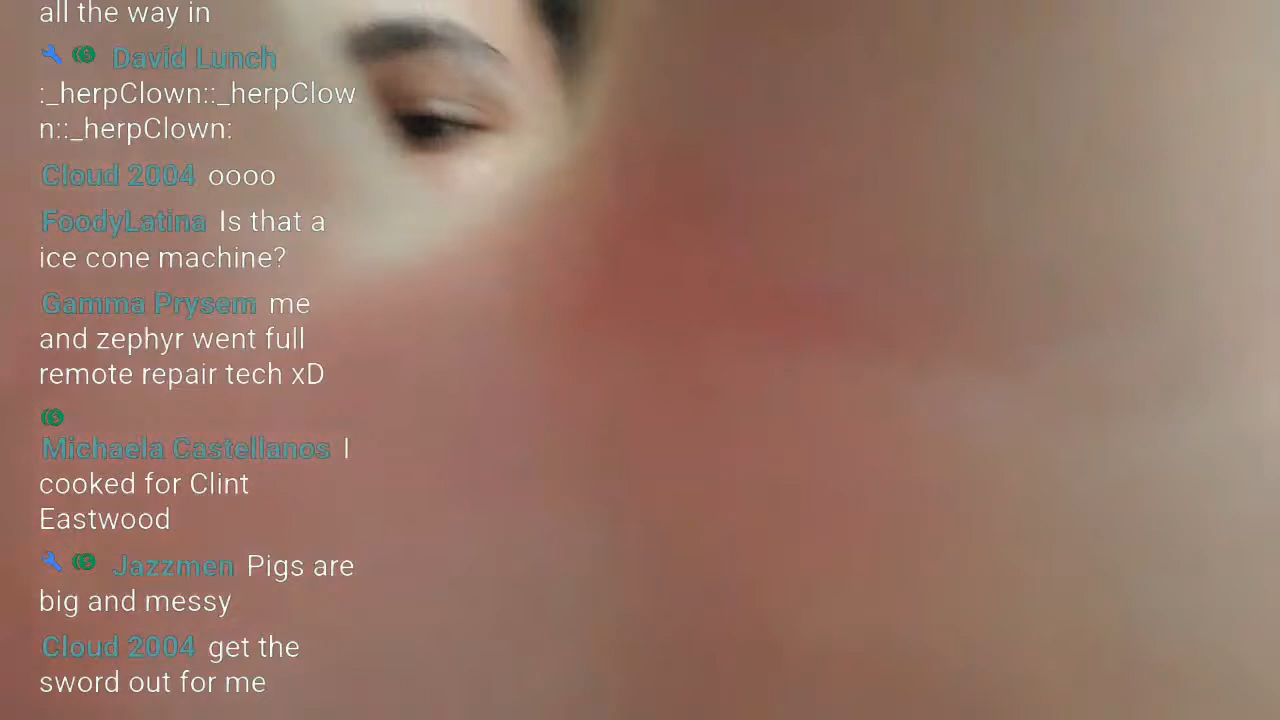 all the way in
David Lunch
:_herpClown::_herpClow
n::_herpClown:
Cloud 2004 oooo
FoodyLatina Is that a
ice cone machine?
Gamma Prysem me
and zephyr went full
remote repair tech xD
Michaela Castellanos I
cooked for Clint
Eastwood
Jazzmen Pigs are
big and messy
Cloud 2004 get the
sword out for me